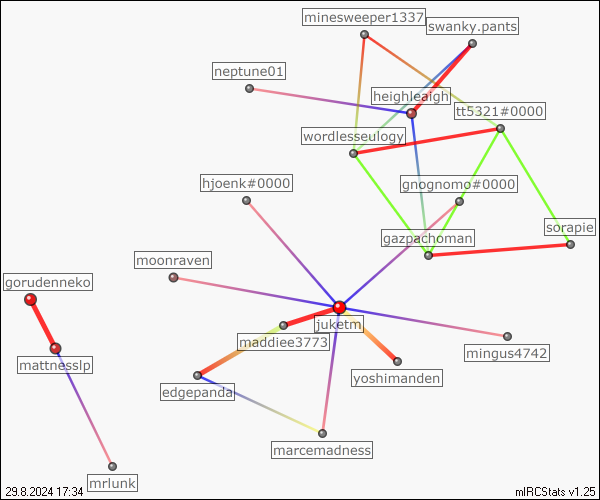 minesweeper1337
swanky.pants
neptune01
heighleaigh
tt5321#0000
wordlesseulogy
hjoenk#0000
gnognomo#0000
sorapie
gazpachoman
moonraven
gorudenneko
juketm
maddiee3773
mingus4742
mattnesslp
yoshimanden
edgepanda
marcemadness
mrlunk
29.8.2024 17:34
mIRCStats v1.25